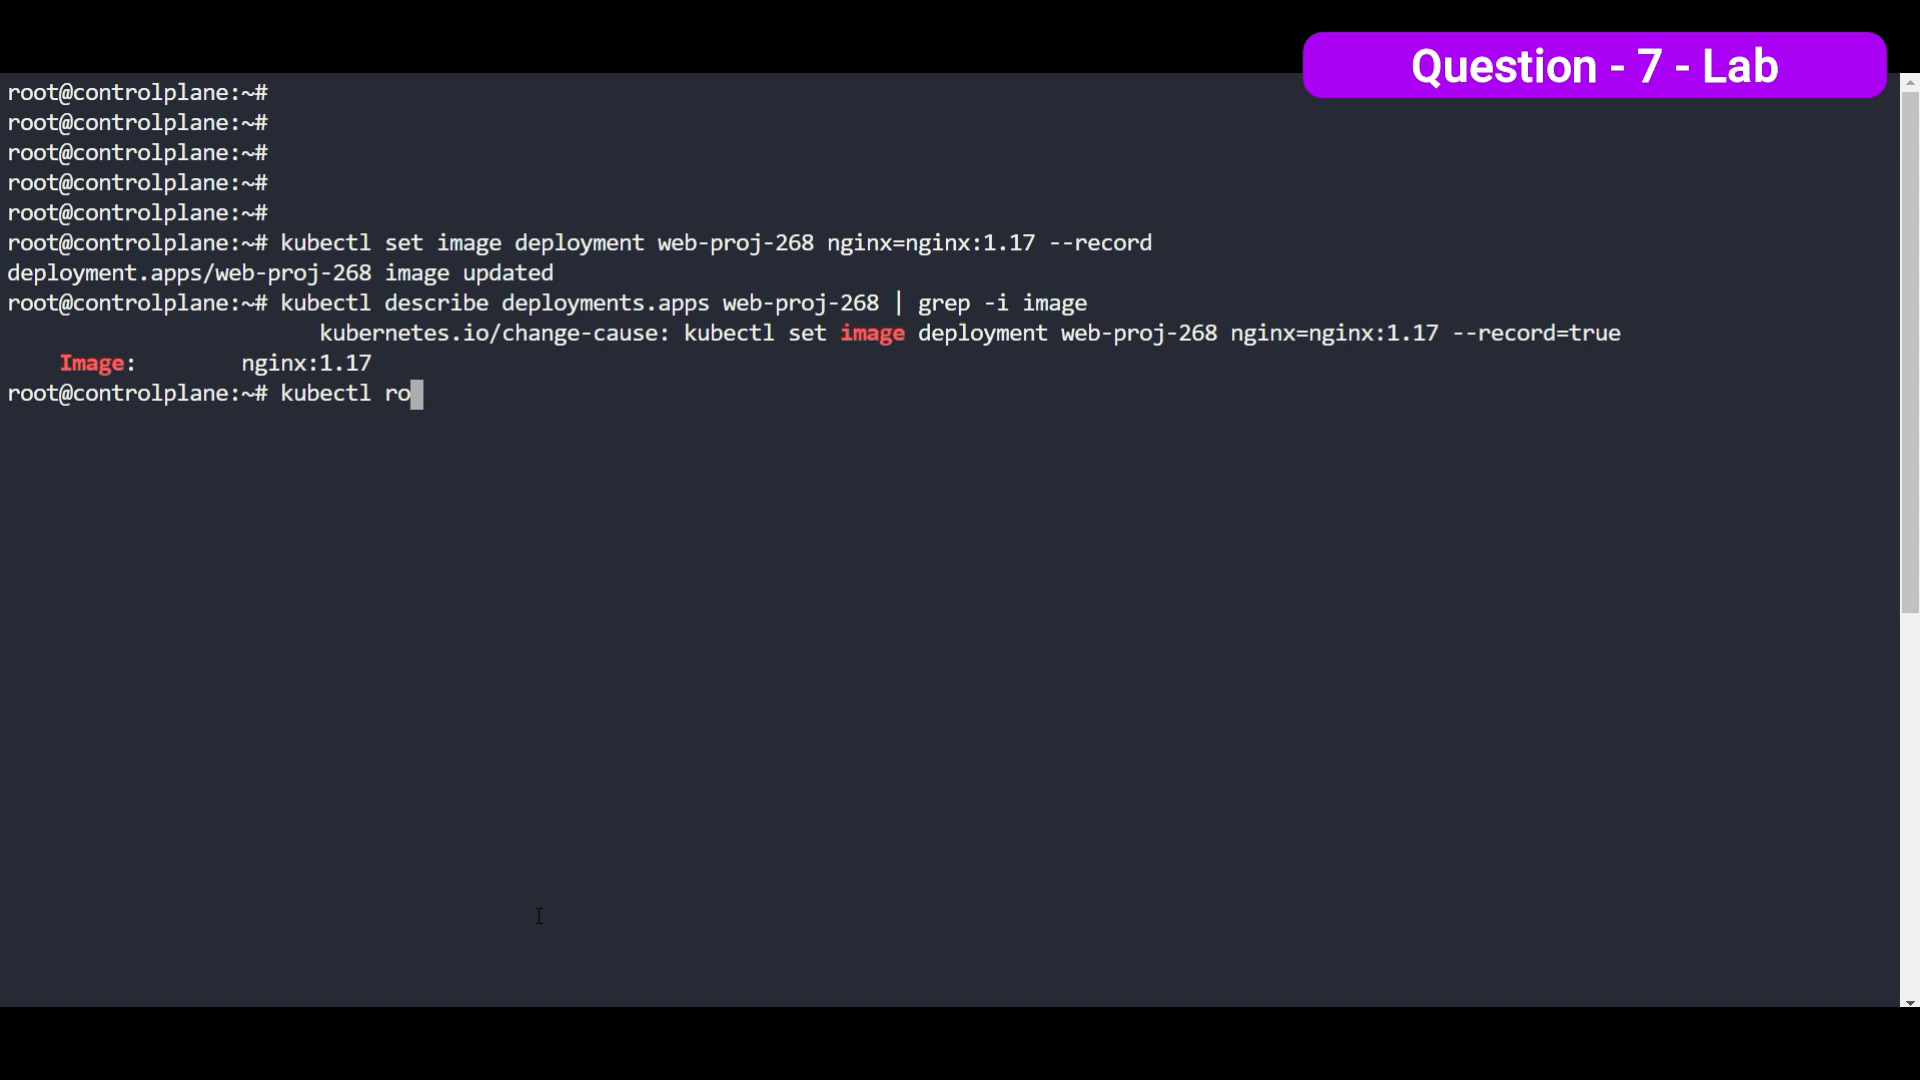 Question - 7 - Lab
root@controlplane:~#
root@controlplane:~#
root@controlplane:~#
root@controlplane:~#
root@controlplane:~#
root@controlplane:~# kubectl set image deployment web-proj-268 nginx=nginx:1.17 --record
deployment.apps/web-proj-268 image updated
root@controlplane:~# kubectl describe deployments.apps web-proj-268 | grep -i image
kubernetes.io/change-cause: kubectl set image deployment web-proj-268 nginx=nginx:1.17 --record=true
Image: nginx:1.17
root@controlplane:~# kubectl ro